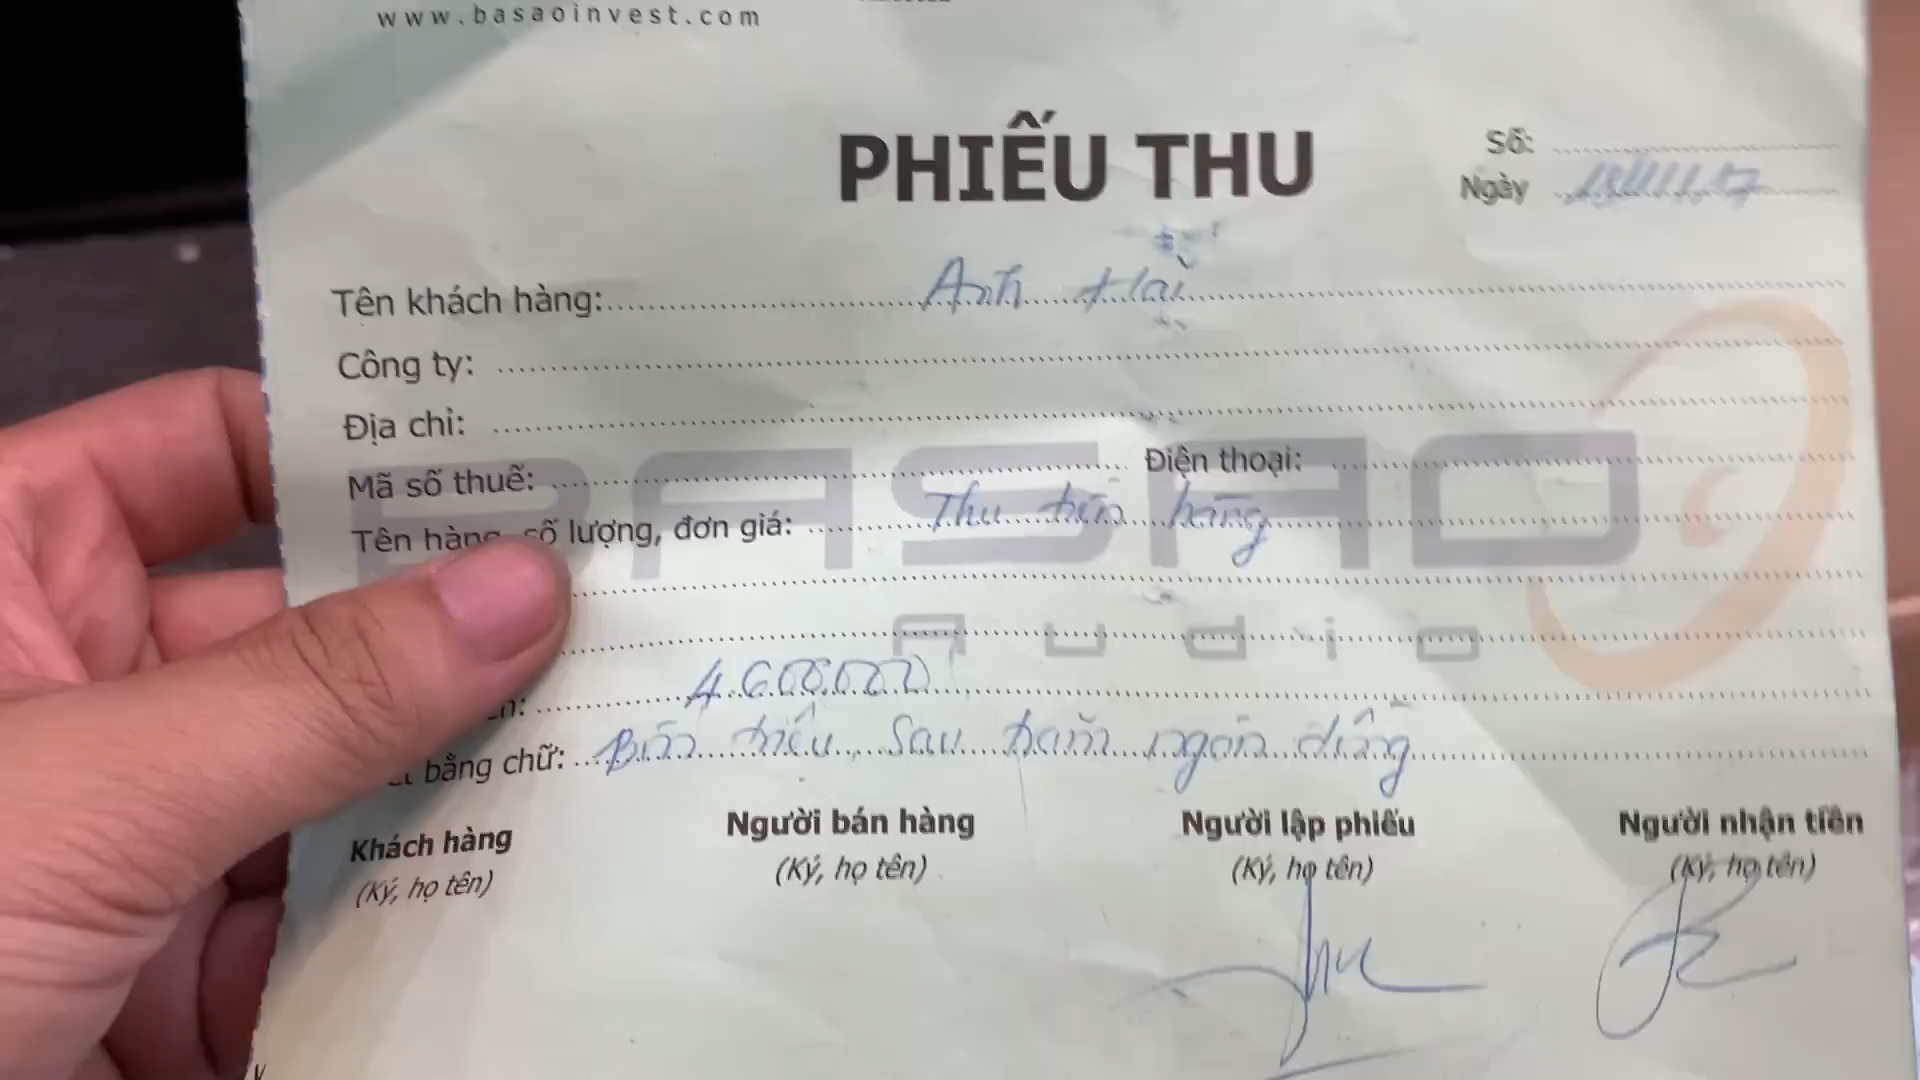 www.basaoinvest.com
PHIẾU THU
Số:
Ngày
Tên khách hàng: Anh Hải
Công ty:
Địa chỉ:
Mã số thuế: Điện thoại:
Tên hàng, số lượng, đơn giá: Thu tiền hàng
BASAO
Audio
4.600.000
bằng chữ: Bốn triệu sáu trăm ngàn đồng
Khách hàng Người bán hàng Người lập phiếu Người nhận tiền
(Ký, họ tên) (Ký, họ tên) (Ký, họ tên) (Ký, họ tên)